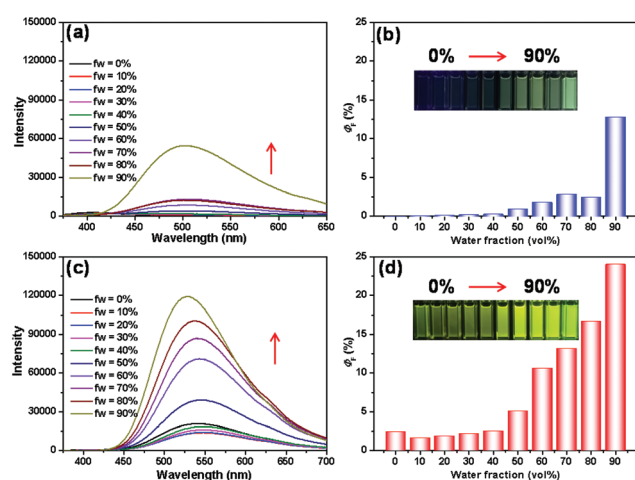 (a)
150000
120000
90000
60000
30000
0
Intensity
fw = 0%
fw = 10%
fw = 20%
fw = 30%
fw = 40%
fw = 50%
fw = 60%
fw = 70%
fw = 80%
fw = 90%
400 450 500 550 600 650
Wavelength (nm)
(b)
25
20
15
10
5
0
ΦF (%)
0% 90%
0 10 20 30 40 50 60 70 80 90
Water fraction (vol%)
(c)
150000
120000
90000
60000
30000
0
Intensity
fw = 0%
fw = 10%
fw = 20%
fw = 30%
fw = 40%
fw = 50%
fw = 60%
fw = 70%
fw = 80%
fw = 90%
400 450 500 550 600 650 700
Wavelength (nm)
(d)
25
20
15
10
5
0
ΦF (%)
0% 90%
0 10 20 30 40 50 60 70 80 90
Water fraction (vol%)